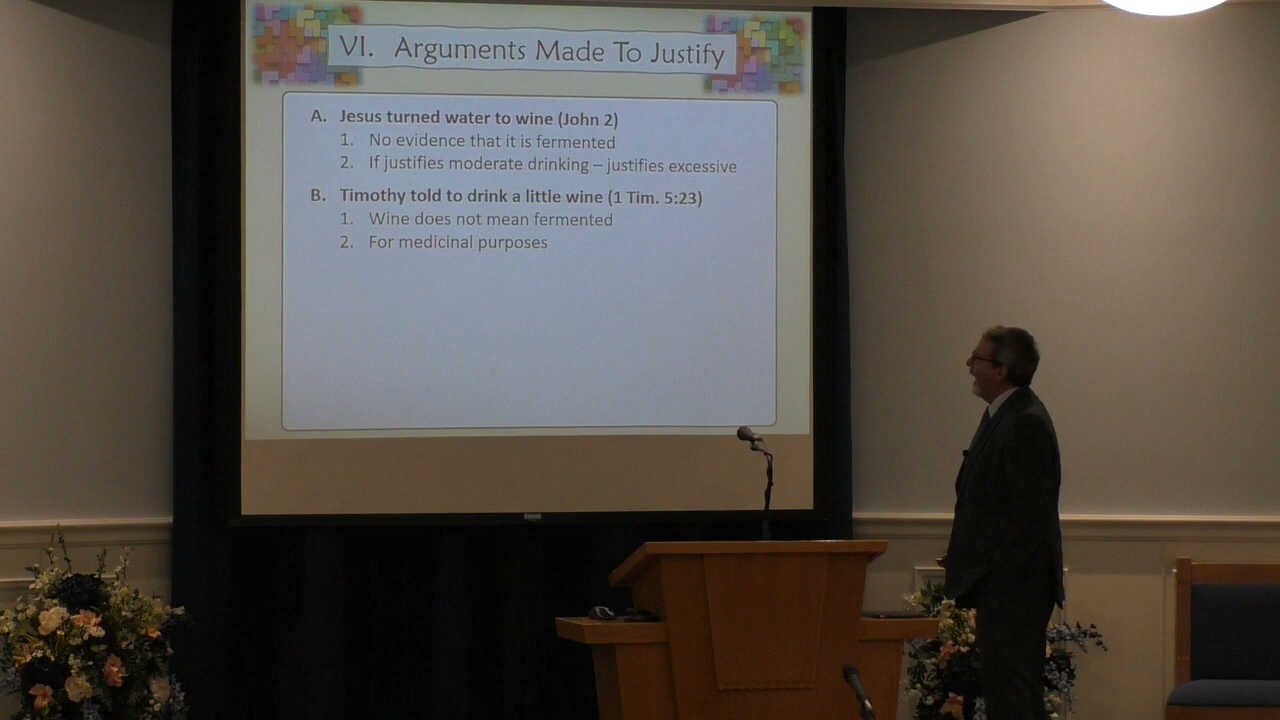 VI. Arguments Made To Justify
A. Jesus turned water to wine (John 2)
1. No evidence that it is fermented
2. If justifies moderate drinking – justifies excessive
B. Timothy told to drink a little wine (1 Tim. 5:23)
1. Wine does not mean fermented
2. For medicinal purposes